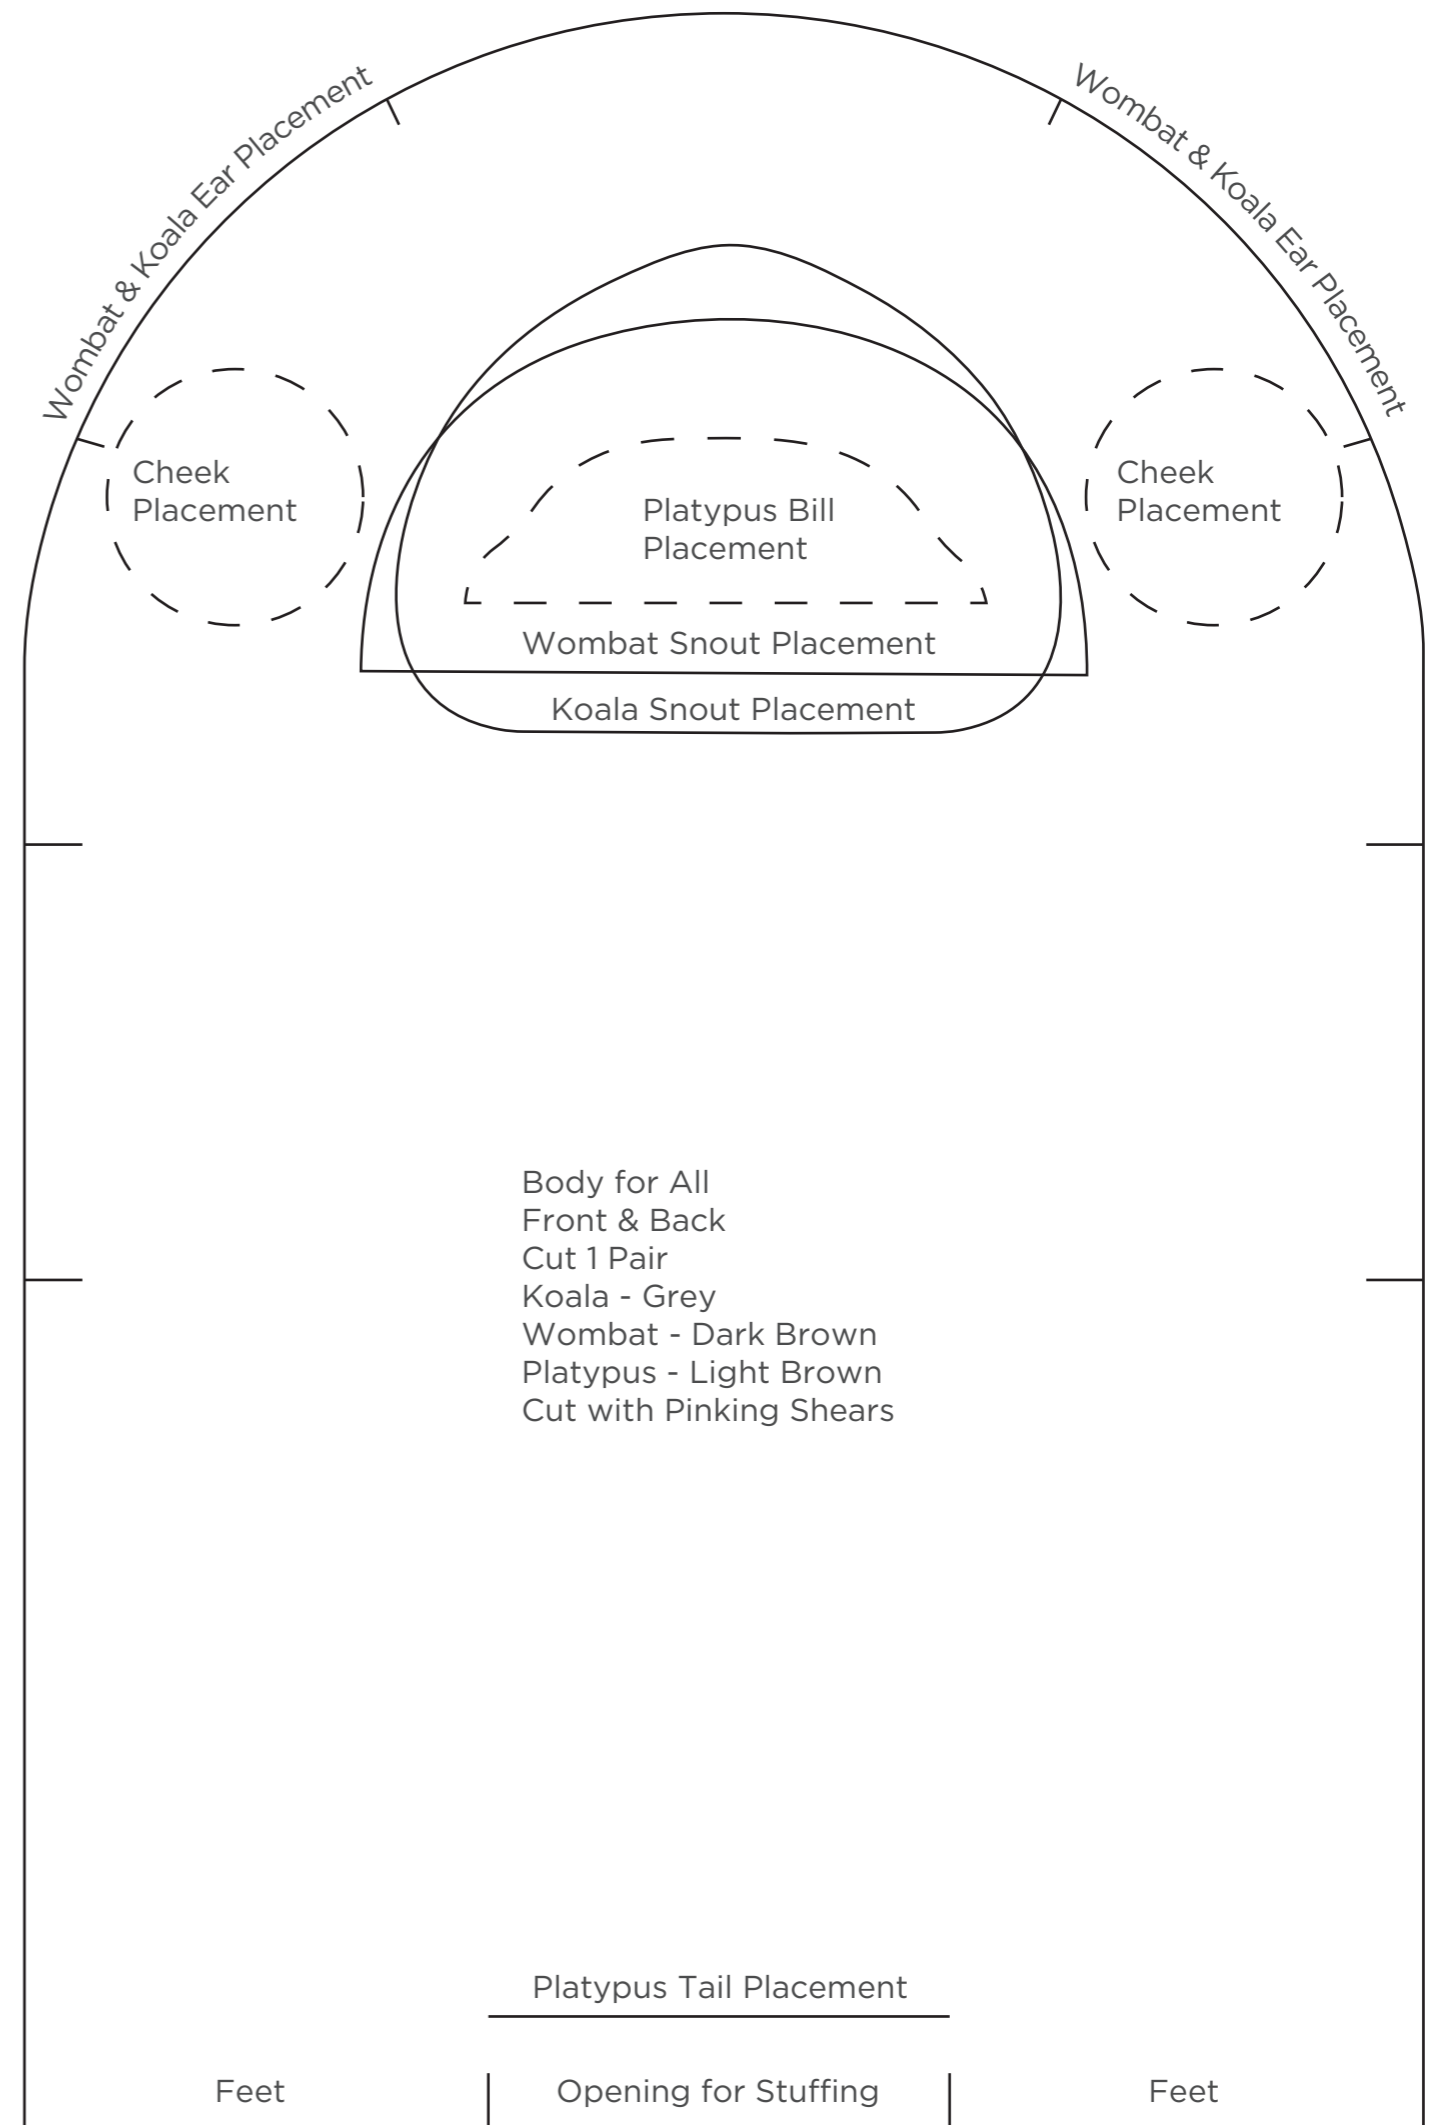 Wombat & Koala Ear Placement
Wombat & Koala Ear Placement
Cheek
Placement
Platypus Bill
Placement
Cheek
Placement
Wombat Snout Placement
Koala Snout Placement
Body for All
Front & Back
Cut 1 Pair
Koala - Grey
Wombat - Dark Brown
Platypus - Light Brown
Cut with Pinking Shears
Platypus Tail Placement
Feet
Opening for Stuffing
Feet